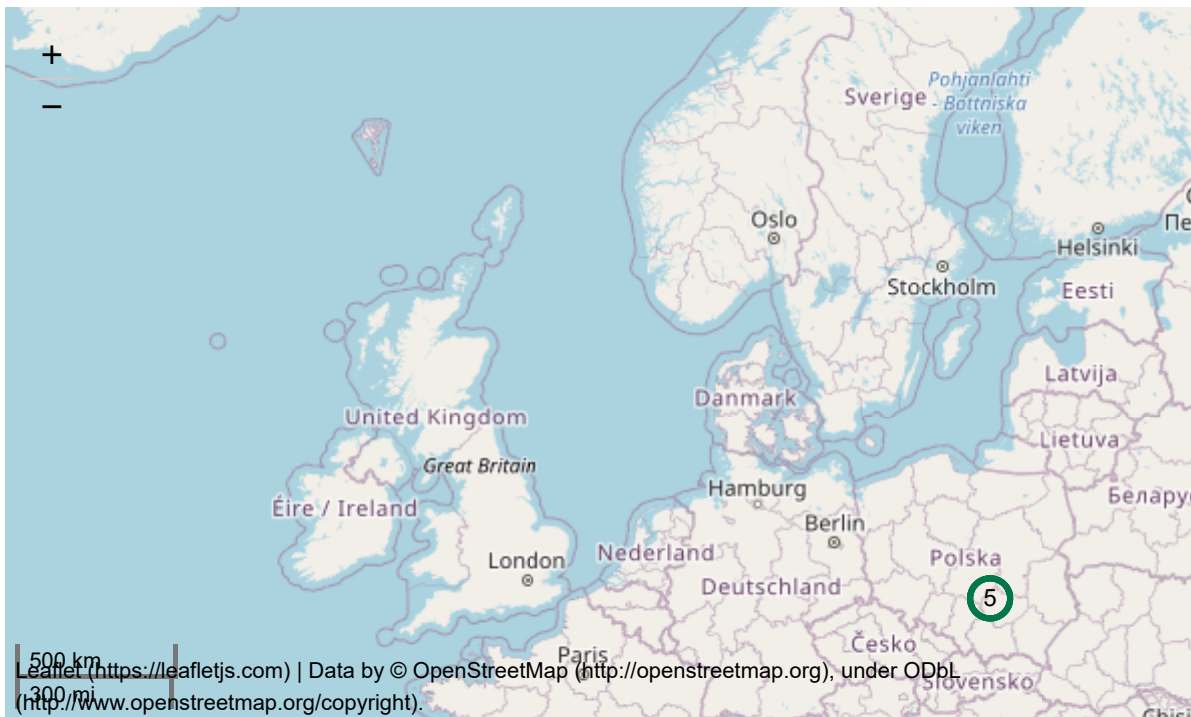 +
−
Sverige
Pohjanlahti
- Bottniska
viken
Oslo
Helsinki
Stockholm
Eesti
Latvija
Danmark
United Kingdom
Lietuva
Great Britain
Hamburg
Éire / Ireland
Berlin
Nederland
London
Polska
Deutschland
5
Česko
Paris
500 km
Leaflet (https://leafletjs.com) | Data by © OpenStreetMap (http://openstreetmap.org), under ODbL
Slovensko
300 mi
(http://www.openstreetmap.org/copyright).